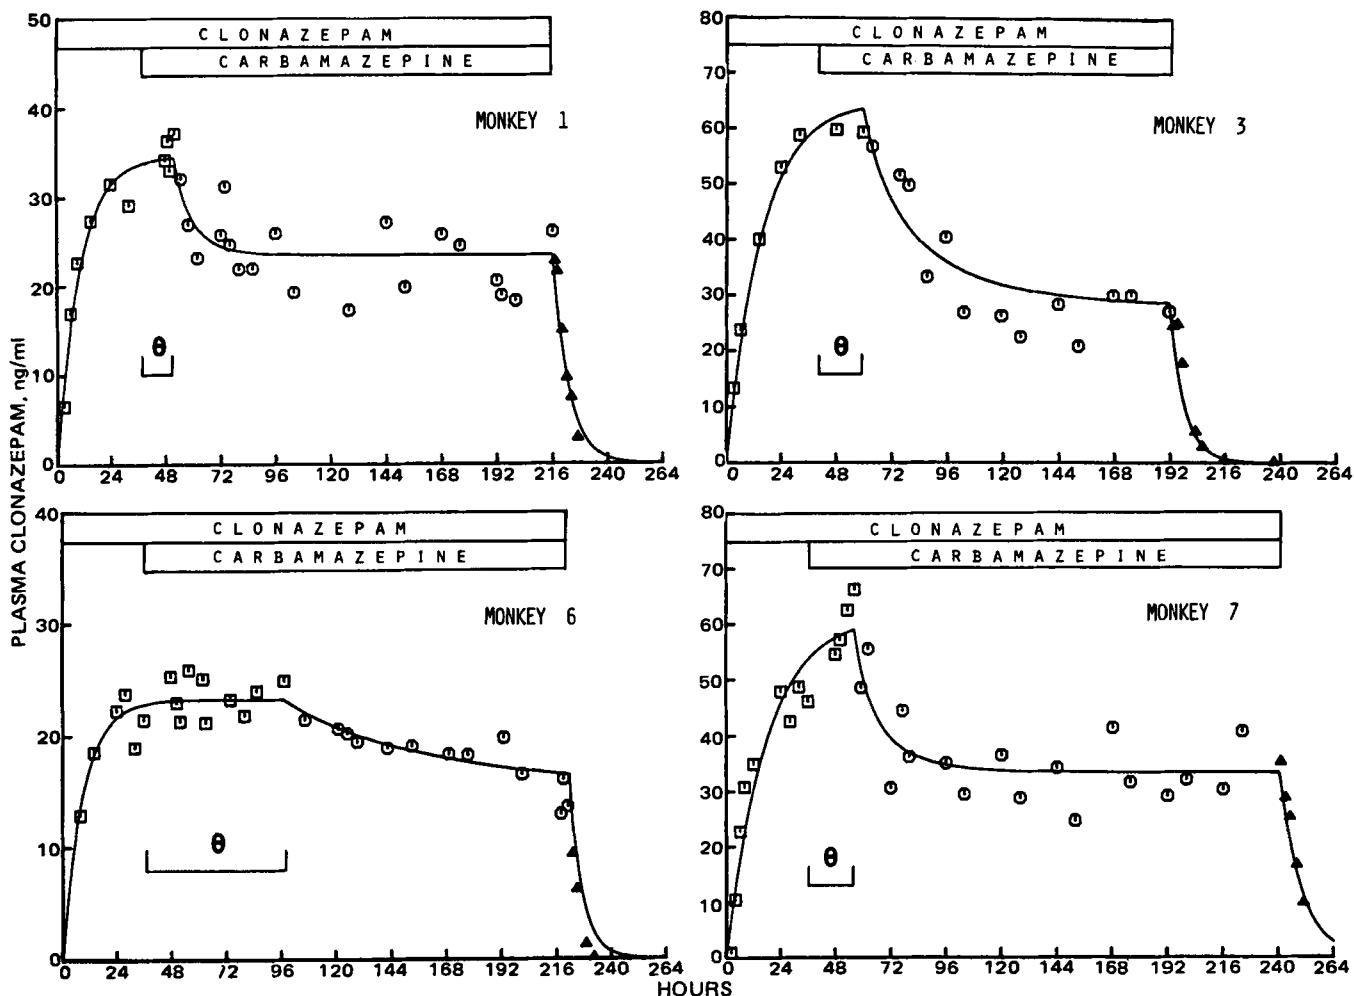 PLASMA CLONAZEPAM, ng/ml
50
CLONAZEPAM
CARBAMAZEPINE
40
MONKEY 1
30
20
θ
10
0
0 24 48 72 96 120 144 168 192 216 240 264
80
CLONAZEPAM
CARBAMAZEPINE
70
60
MONKEY 3
50
40
30
20
θ
10
0
0 24 48 72 96 120 144 168 192 216 240 264
40
CLONAZEPAM
CARBAMAZEPINE
30
MONKEY 6
20
10
θ
0
0 24 48 72 96 120 144 168 192 216 240 264
80
CLONAZEPAM
CARBAMAZEPINE
70
60
MONKEY 7
50
40
30
20
θ
10
0
0 24 48 72 96 120 144 168 192 216 240 264
HOURS